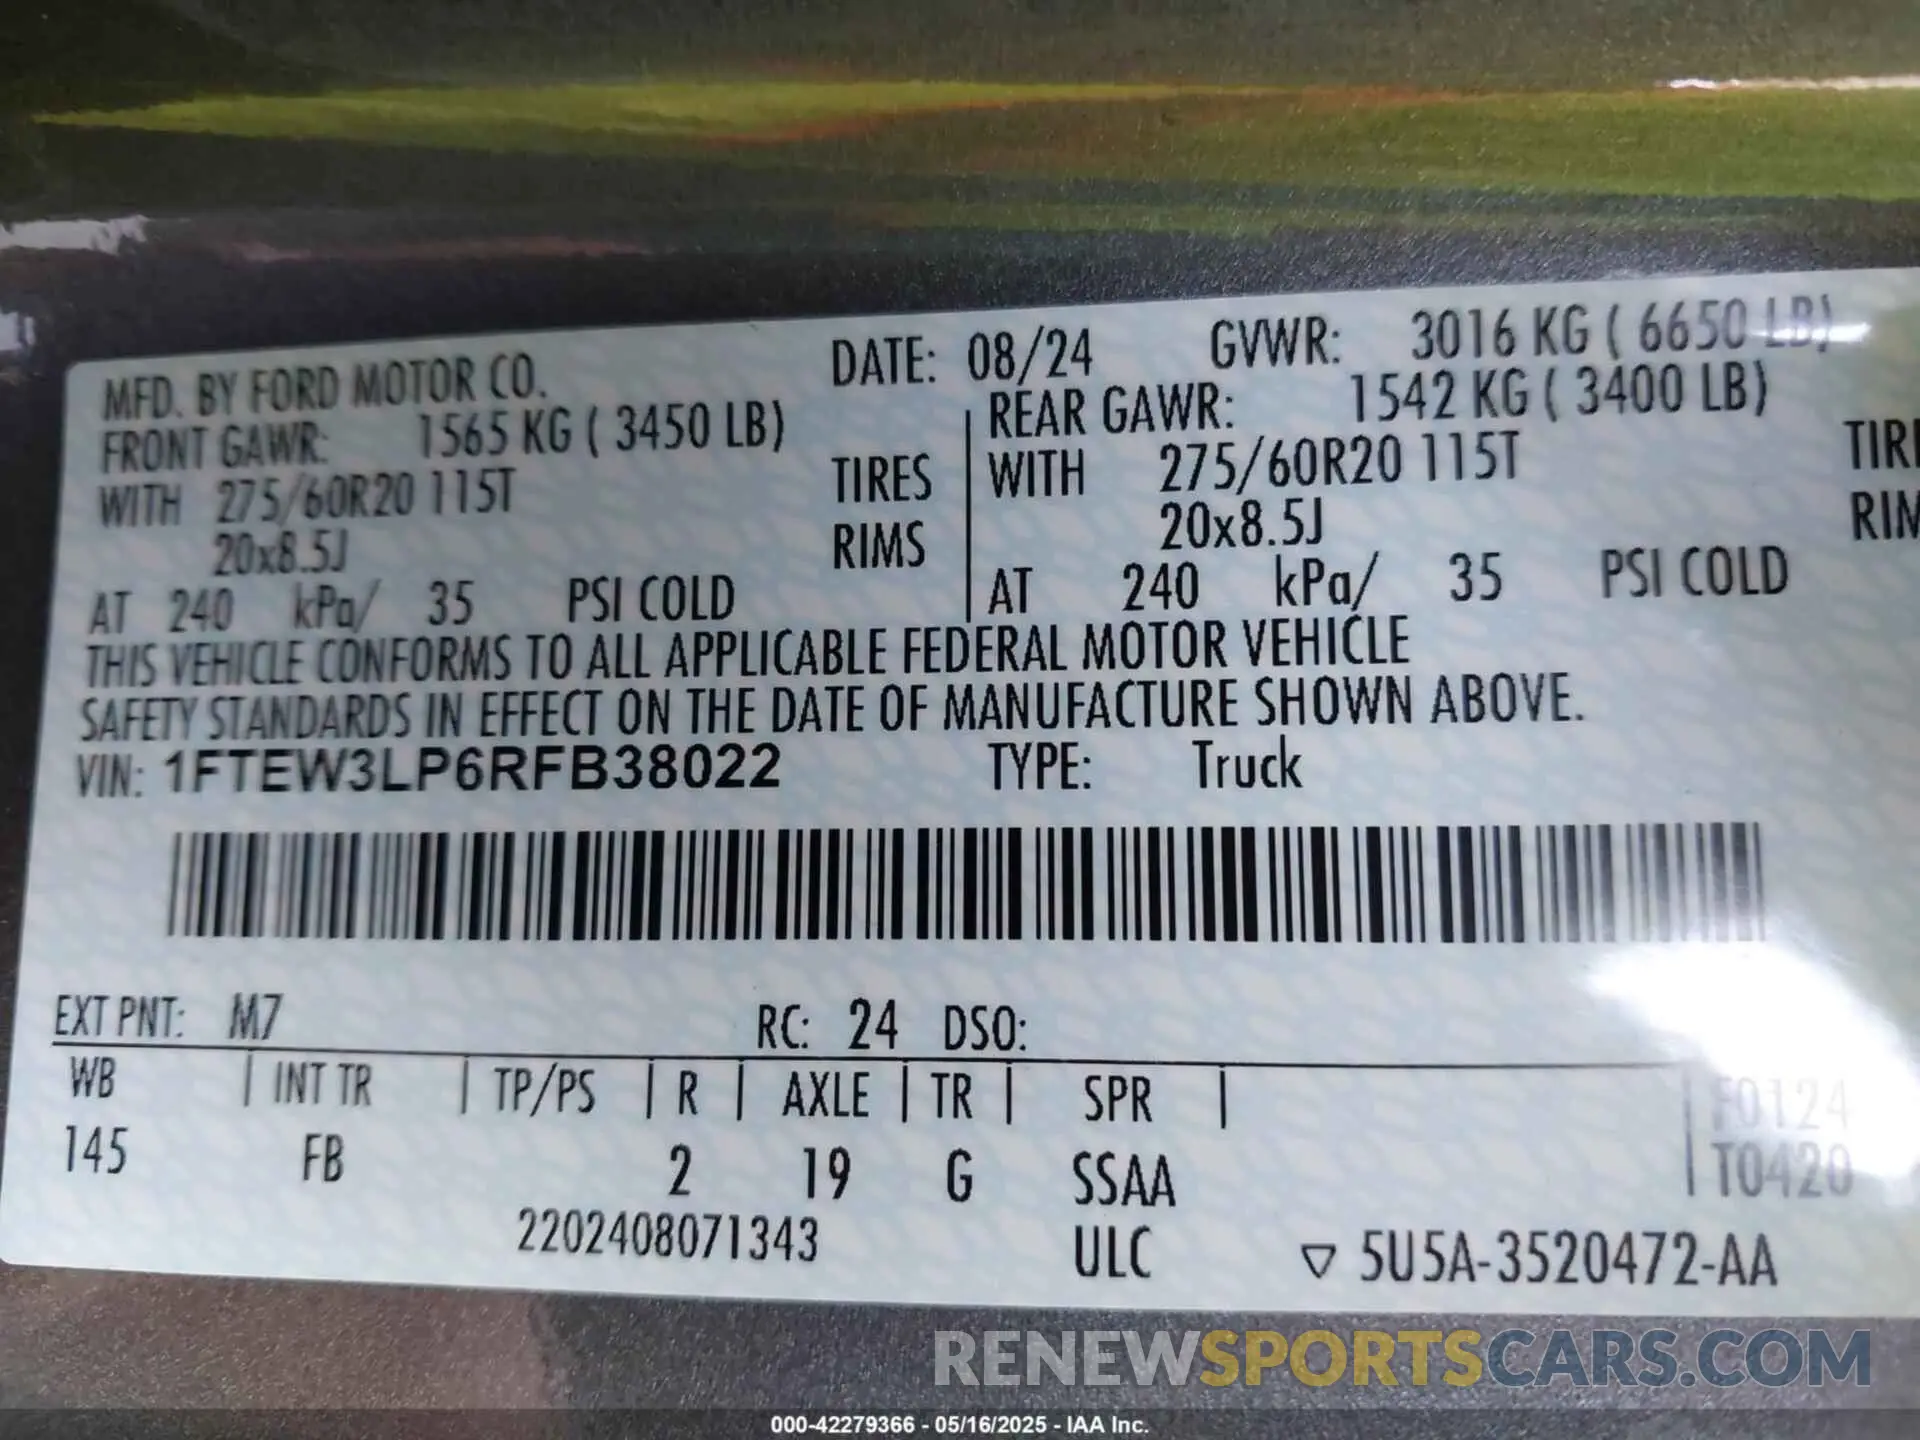 MFD. BY FORD MOTOR CO. DATE: 08/24 GVWR: 3016 KG ( 6650 LB)
FRONT GAWR: 1565 KG ( 3450 LB) REAR GAWR: 1542 KG ( 3400 LB)
WITH 275/60R20 115T TIRES WITH 275/60R20 115T
20x8.5J RIMS 20x8.5J
AT 240 kPa/ 35 PSI COLD AT 240 kPa/ 35 PSI COLD
THIS VEHICLE CONFORMS TO ALL APPLICABLE FEDERAL MOTOR VEHICLE
SAFETY STANDARDS IN EFFECT ON THE DATE OF MANUFACTURE SHOWN ABOVE.
VIN: 1FTEW3LP6RFB38022 TYPE: Truck
EXT PNT: M7 RC: 24 DSO:
WB | INT TR | TP/PS | R | AXLE | TR | SPR | F0124
145 FB 2 19 G SSAA T0420
2202408071343 ULC ▽ 5U5A-3520472-AA
RENEWSPORTSCARS.COM
000-42279366 - 05/16/2025 - IAA Inc.